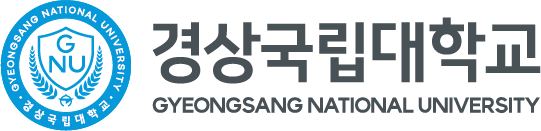 GYEONGSANG NATIONAL UNIVERSITY
G
NU
· 경상국립대학교 ·
경상국립대학교
GYEONGSANG NATIONAL UNIVERSITY